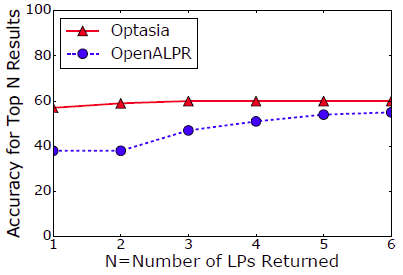 100
80
60
40
20
0
Accuracy for Top N Results
Optasia
OpenALPR
1 2 3 4 5 6
N=Number of LPs Returned